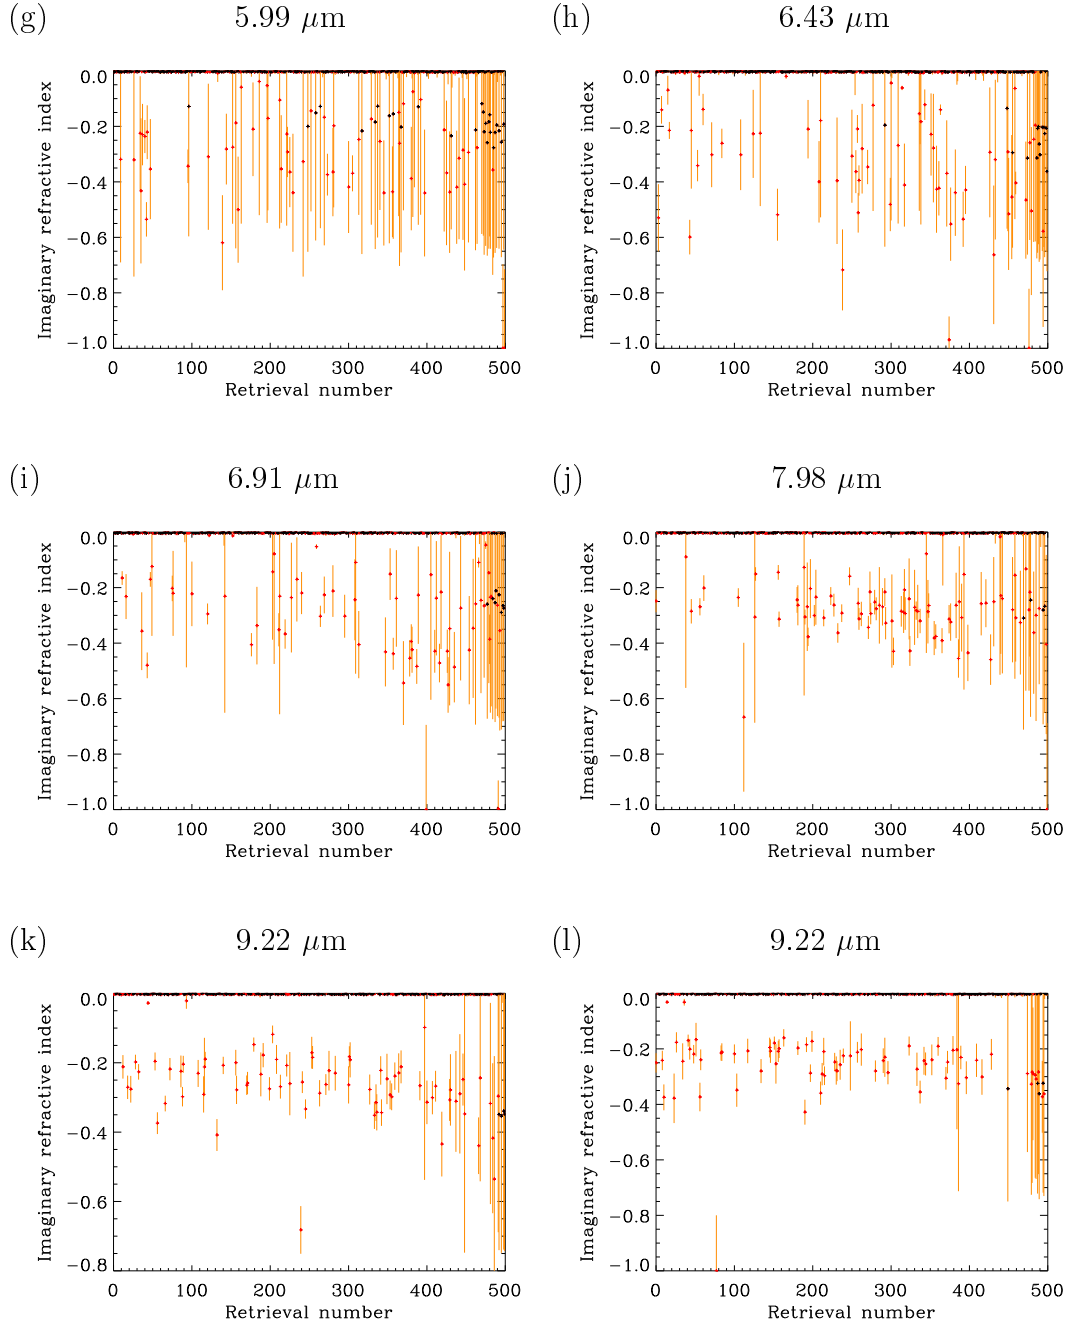 (g) 5.99 μm
(h) 6.43 μm
Imaginary refractive index
0.0
−0.2
−0.4
−0.6
−0.8
−1.0
0 100 200 300 400 500
Retrieval number
Imaginary refractive index
0.0
−0.2
−0.4
−0.6
−0.8
−1.0
0 100 200 300 400 500
Retrieval number
(i) 6.91 μm
(j) 7.98 μm
Imaginary refractive index
0.0
−0.2
−0.4
−0.6
−0.8
−1.0
0 100 200 300 400 500
Retrieval number
Imaginary refractive index
0.0
−0.2
−0.4
−0.6
−0.8
−1.0
0 100 200 300 400 500
Retrieval number
(k) 9.22 μm
(l) 9.22 μm
Imaginary refractive index
0.0
−0.2
−0.4
−0.6
−0.8
0 100 200 300 400 500
Retrieval number
Imaginary refractive index
0.0
−0.2
−0.4
−0.6
−0.8
−1.0
0 100 200 300 400 500
Retrieval number